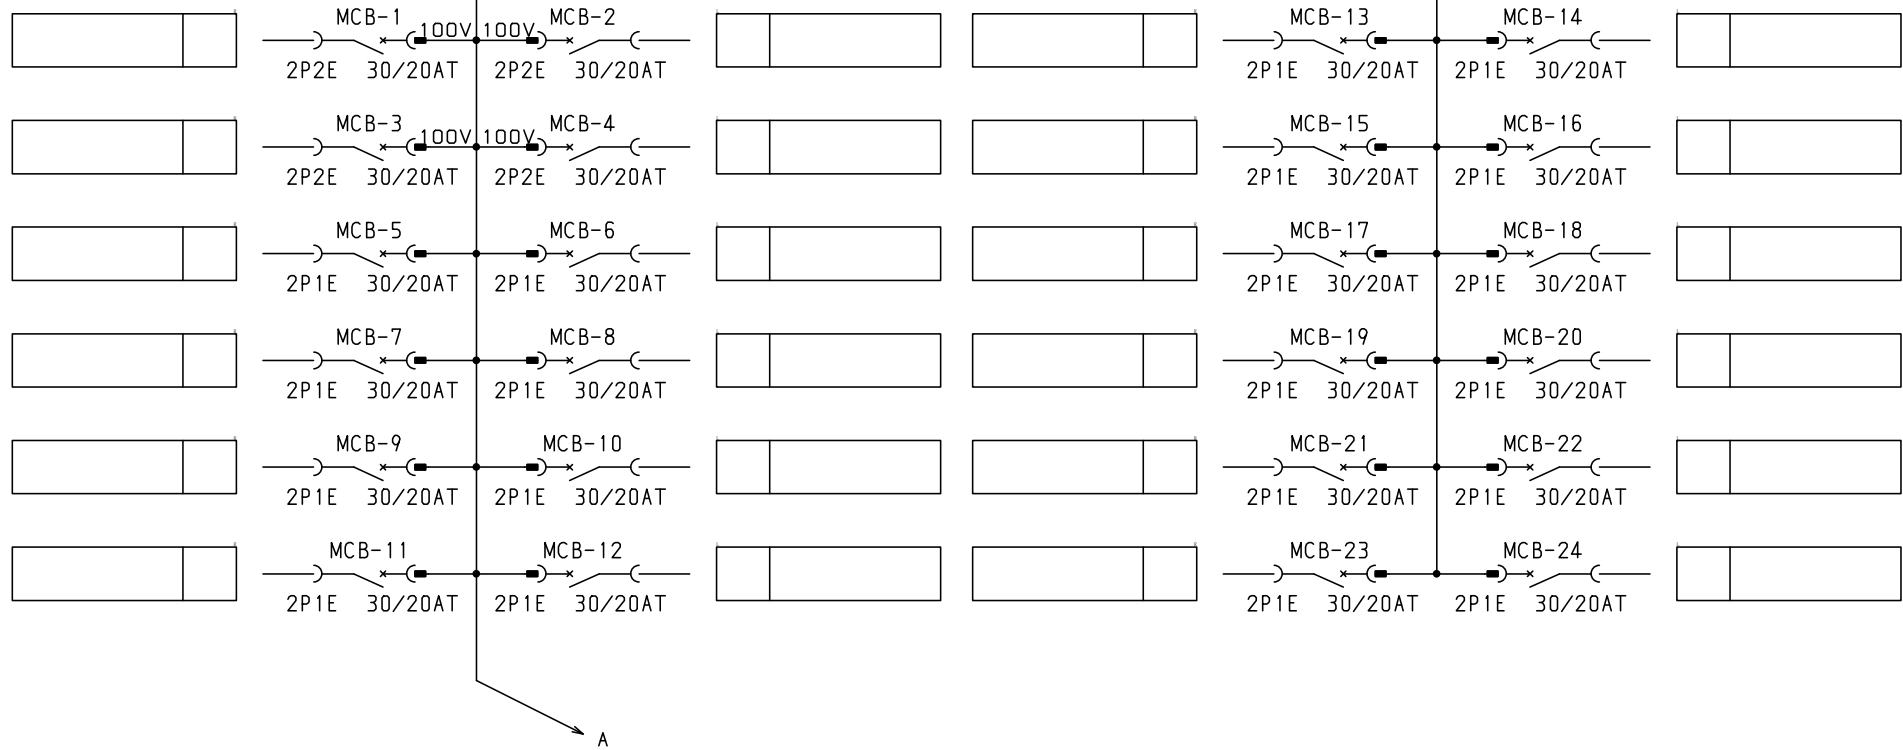 MCB-1 MCB-2 MCB-13 MCB-14
100V 100V
2P2E 30/20AT 2P2E 30/20AT 2P1E 30/20AT 2P1E 30/20AT
MCB-3 MCB-4 MCB-15 MCB-16
100V 100V
2P2E 30/20AT 2P2E 30/20AT 2P1E 30/20AT 2P1E 30/20AT
MCB-5 MCB-6 MCB-17 MCB-18
2P1E 30/20AT 2P1E 30/20AT 2P1E 30/20AT 2P1E 30/20AT
MCB-7 MCB-8 MCB-19 MCB-20
2P1E 30/20AT 2P1E 30/20AT 2P1E 30/20AT 2P1E 30/20AT
MCB-9 MCB-10 MCB-21 MCB-22
2P1E 30/20AT 2P1E 30/20AT 2P1E 30/20AT 2P1E 30/20AT
MCB-11 MCB-12 MCB-23 MCB-24
2P1E 30/20AT 2P1E 30/20AT 2P1E 30/20AT 2P1E 30/20AT
A